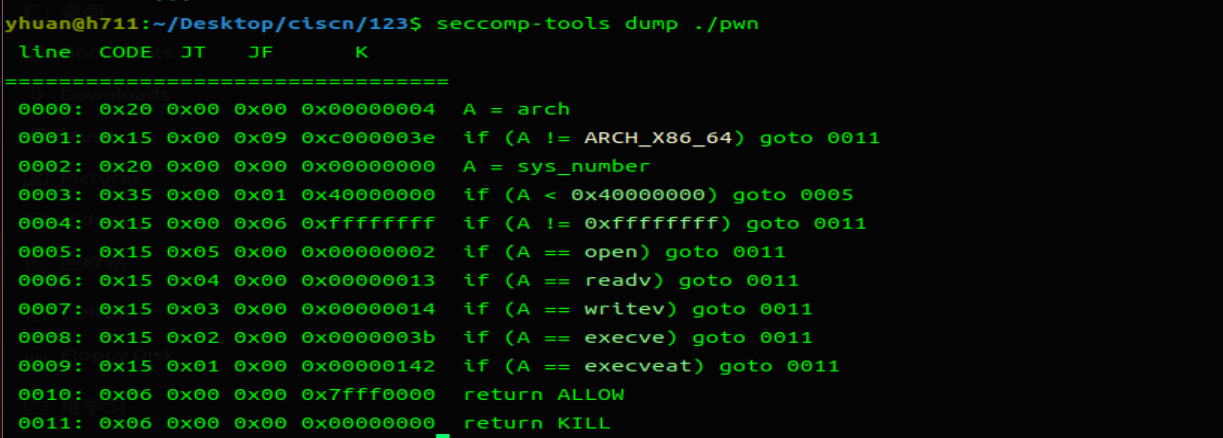 yhuan@h711:~/Desktop/ciscn/123$ seccomp-tools dump ./pwn
line CODE JT JF K
=================================
0000: 0x20 0x00 0x00 0x00000004 A = arch
0001: 0x15 0x00 0x09 0xc000003e if (A != ARCH_X86_64) goto 0011
0002: 0x20 0x00 0x00 0x00000000 A = sys_number
0003: 0x35 0x00 0x01 0x40000000 if (A < 0x40000000) goto 0005
0004: 0x15 0x00 0x06 0xffffffff if (A != 0xffffffff) goto 0011
0005: 0x15 0x05 0x00 0x00000002 if (A == open) goto 0011
0006: 0x15 0x04 0x00 0x00000013 if (A == readv) goto 0011
0007: 0x15 0x03 0x00 0x00000014 if (A == writev) goto 0011
0008: 0x15 0x02 0x00 0x0000003b if (A == execve) goto 0011
0009: 0x15 0x01 0x00 0x00000142 if (A == execveat) goto 0011
0010: 0x06 0x00 0x00 0x7fff0000 return ALLOW
0011: 0x06 0x00 0x00 0x00000000 return KILL